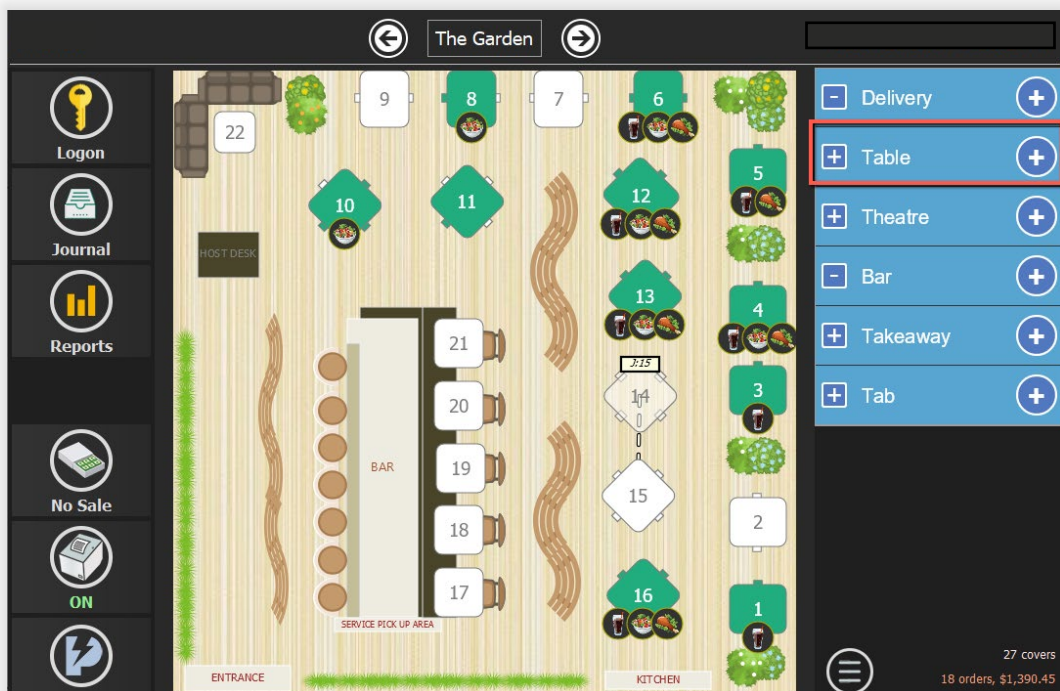 The Garden
Logon
Journal
Reports
No Sale
ON
9
8
7
6
22
5
10
11
12
HOST DESK
13
4
21
J:15
14
3
20
BAR
19
15
2
18
17
16
1
SERVICE PICK UP AREA
ENTRANCE
KITCHEN
Delivery
Table
Theatre
Bar
Takeaway
Tab
27 covers
18 orders, $1,390.45